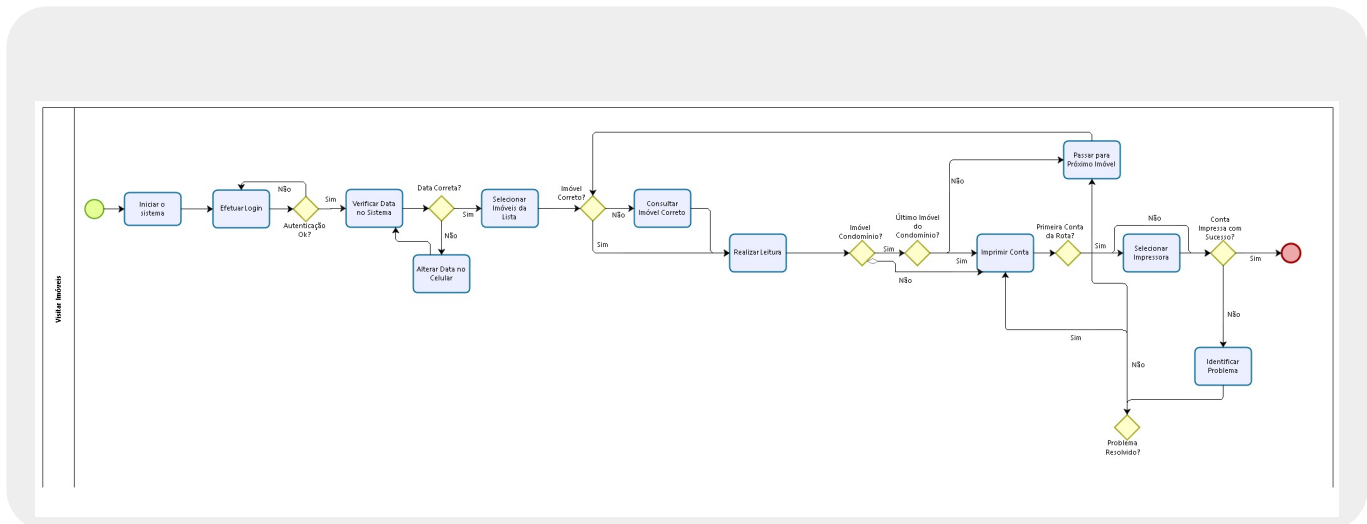 Visitar Imóveis
Iniciar o
sistema
Efetuar Login
Não
Autenticação
Ok?
Sim
Verificar Data
no Sistema
Data Correta?
Sim
Não
Alterar Data no
Celular
Selecionar
Imóveis da
Lista
Imóvel
Correto?
Não
Sim
Consultar
Imóvel Correto
Realizar Leitura
Imóvel
Condomínio?
Sim
Não
Último Imóvel
do
Condomínio?
Não
Sim
Passar para
Próximo Imóvel
Imprimir Conta
Primeira Conta
da Rota?
Sim
Não
Selecionar
Impressora
Conta
Impressa com
Sucesso?
Sim
Não
Identificar
Problema
Sim
Não
Problema
Resolvido?